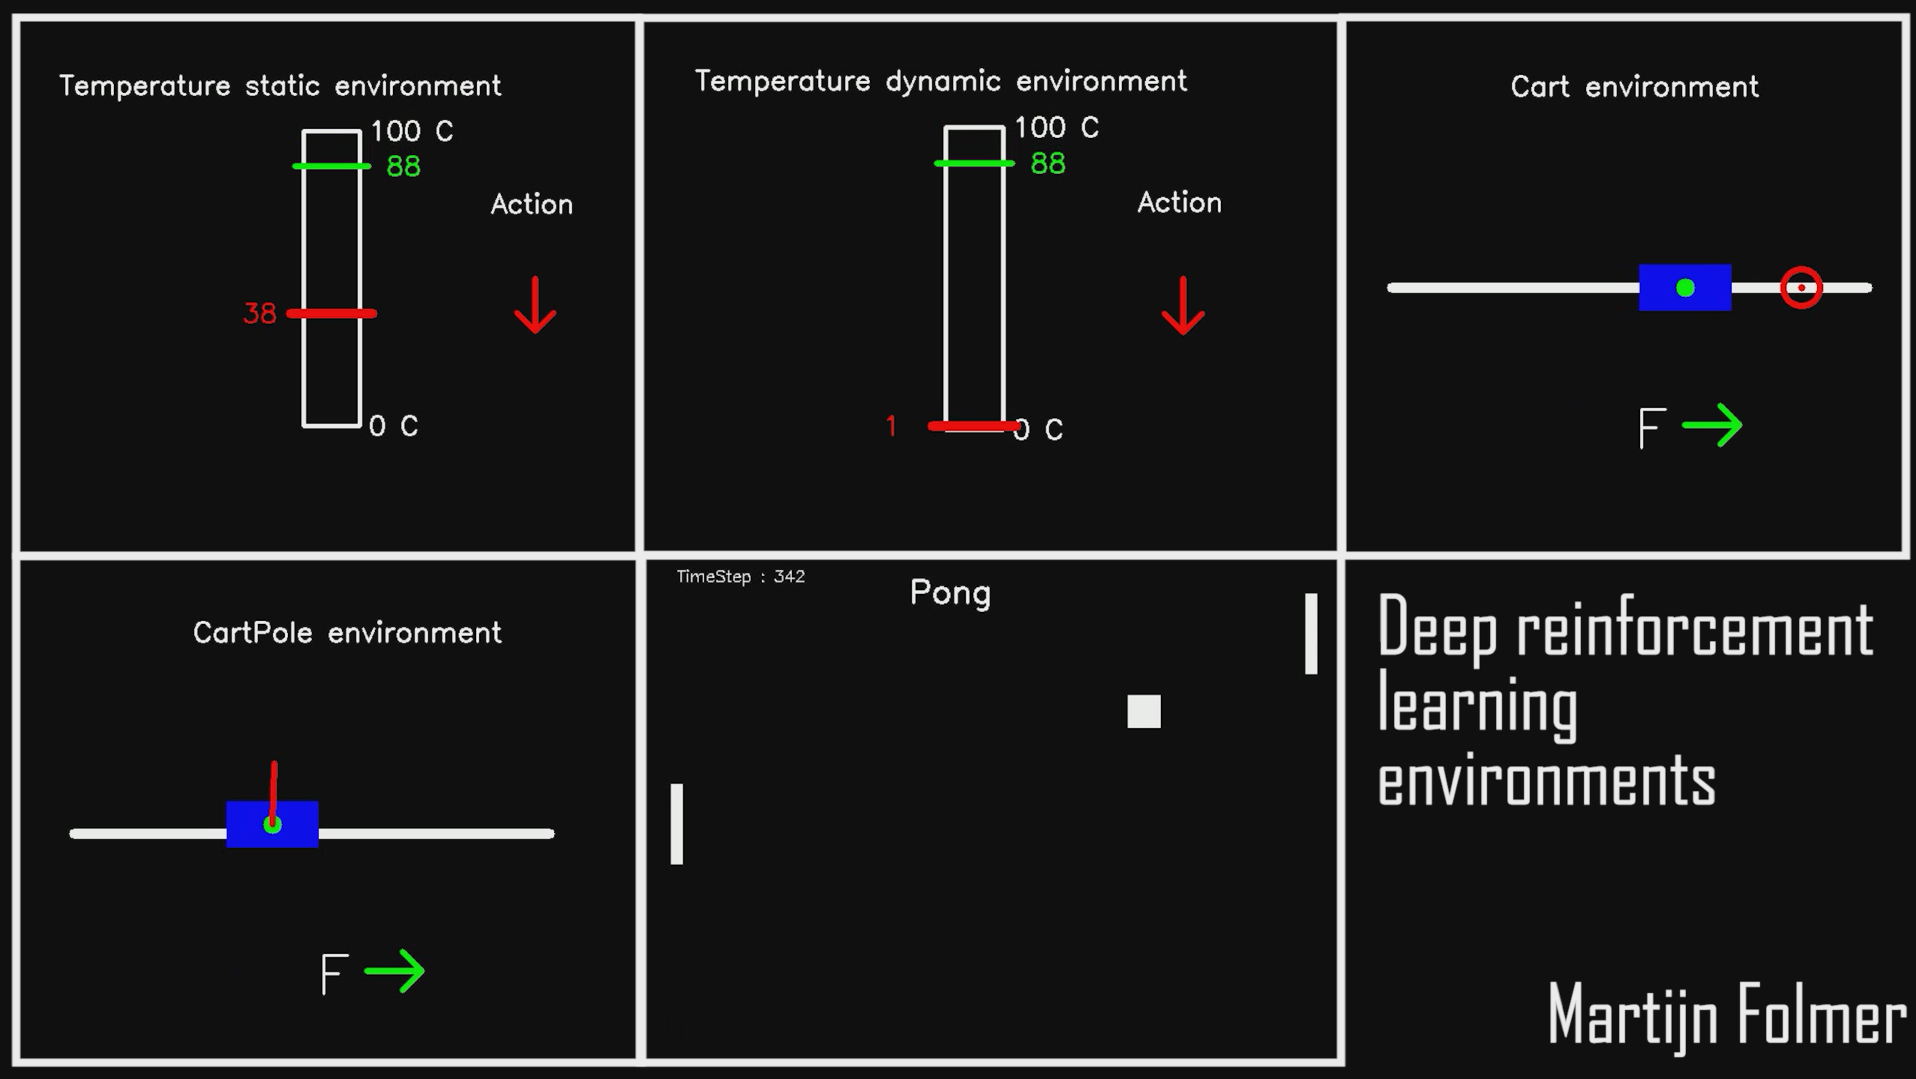 Temperature static environment
100 C
88
Action
38
0 C
Temperature dynamic environment
100 C
88
Action
1
0 C
Cart environment
F
CartPole environment
F
TimeStep : 342
Pong
Deep reinforcement
learning
environments
Martijn Folmer